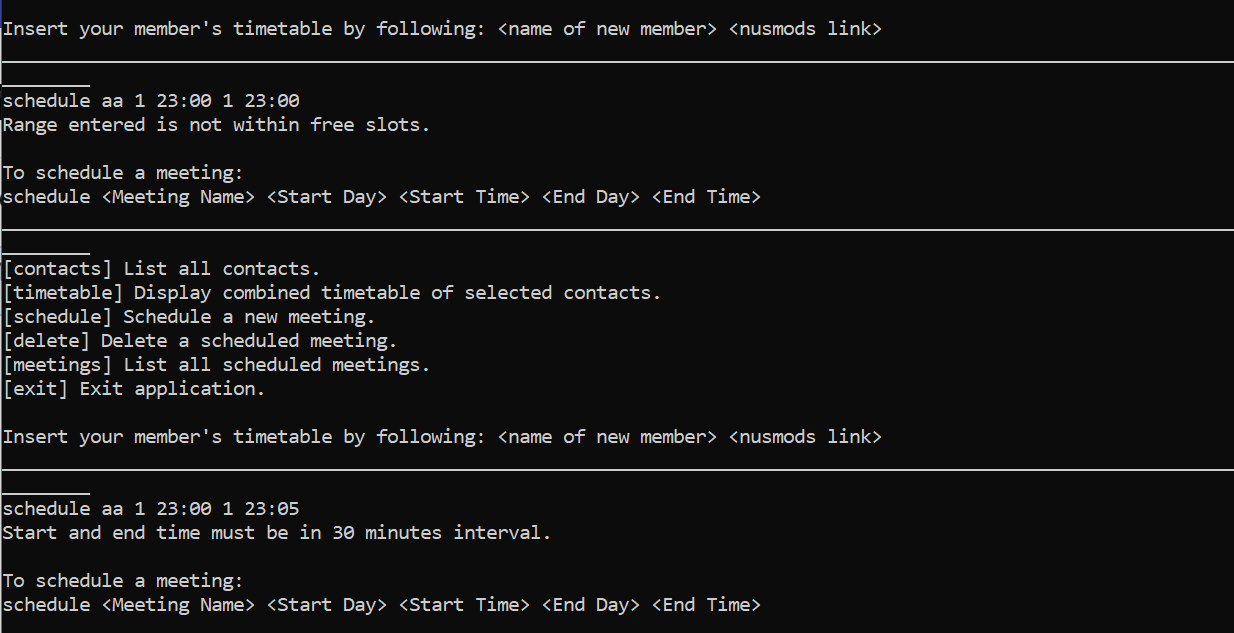 Insert your member's timetable by following: <name of new member> <nusmods link>
schedule aa 1 23:00 1 23:00
Range entered is not within free slots.
To schedule a meeting:
schedule <Meeting Name> <Start Day> <Start Time> <End Day> <End Time>
[contacts] List all contacts.
[timetable] Display combined timetable of selected contacts.
[schedule] Schedule a new meeting.
[delete] Delete a scheduled meeting.
[meetings] List all scheduled meetings.
[exit] Exit application.
Insert your member's timetable by following: <name of new member> <nusmods link>
schedule aa 1 23:00 1 23:05
Start and end time must be in 30 minutes interval.
To schedule a meeting:
schedule <Meeting Name> <Start Day> <Start Time> <End Day> <End Time>